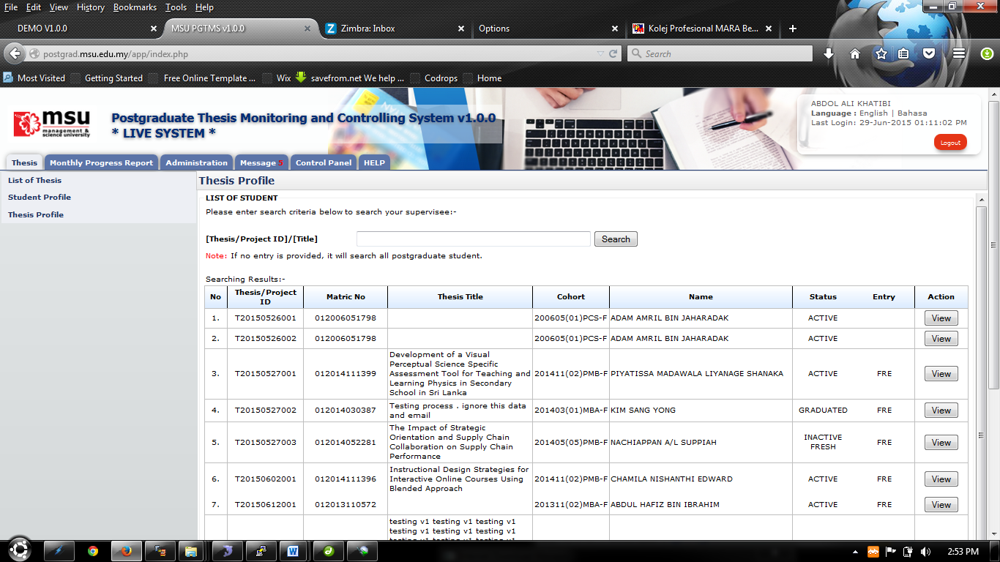 File Edit View History Bookmarks Tools Help
DEMO V1.0.0 MSU PGTMS v1.0.0 Zimbra: Inbox Options Kolej Profesional MARA Be...
postgrad.msu.edu.my/app/index.php Search
Most Visited Getting Started Free Online Template ... Wix savefrom.net We help ... Codrops Home
msu
management &
science university
Postgraduate Thesis Monitoring and Controlling System v1.0.0
* LIVE SYSTEM *
ABDOL ALI KHATIBI
Language : English | Bahasa
Last Login: 29-Jun-2015 01:11:02 PM
Logout
Thesis Monthly Progress Report Administration Message 5 Control Panel HELP
List of Thesis
Student Profile
Thesis Profile
Thesis Profile
LIST OF STUDENT
Please enter search criteria below to search your supervisee:-
[Thesis/Project ID]/[Title] Search
Note: If no entry is provided, it will search all postgraduate student.
Searching Results:-
No Thesis/Project ID Matric No Thesis Title Cohort Name Status Entry Action
1. T20150526001 012006051798 200605(01)PCS-F ADAM AMRIL BIN JAHARADAK ACTIVE View
2. T20150526002 012006051798 200605(01)PCS-F ADAM AMRIL BIN JAHARADAK ACTIVE View
3. T20150527001 012014111399 Development of a Visual
Perceptual Science Specific
Assessment Tool for Teaching and
Learning Physics in Secondary
School in Sri Lanka
201411(02)PMB-F PIYATISSA MADAWALA LIYANAGE SHANAKA ACTIVE FRE View
4. T20150527002 012014030387 Testing process . ignore this data
and email
201403(01)MBA-F KIM SANG YONG GRADUATED FRE View
5. T20150527003 012014052281 The Impact of Strategic
Orientation and Supply Chain
Collaboration on Supply Chain
Performance
201405(05)PMB-F NACHIAPPAN A/L SUPPIAH INACTIVE FRESH FRE View
6. T20150602001 012014111396 Instructional Design Strategies for
Interactive Online Courses Using
Blended Approach
201411(02)PMB-F CHAMILA NISHANTHI EDWARD ACTIVE FRE View
7. T20150612001 012013110572 201311(02)MBA-F ABDUL HAFIZ BIN IBRAHIM ACTIVE FRE View
testing v1 testing v1 testing v1
testing v1 testing v1 testing v1
testing v1 testing v1 testing v1
2:53 PM